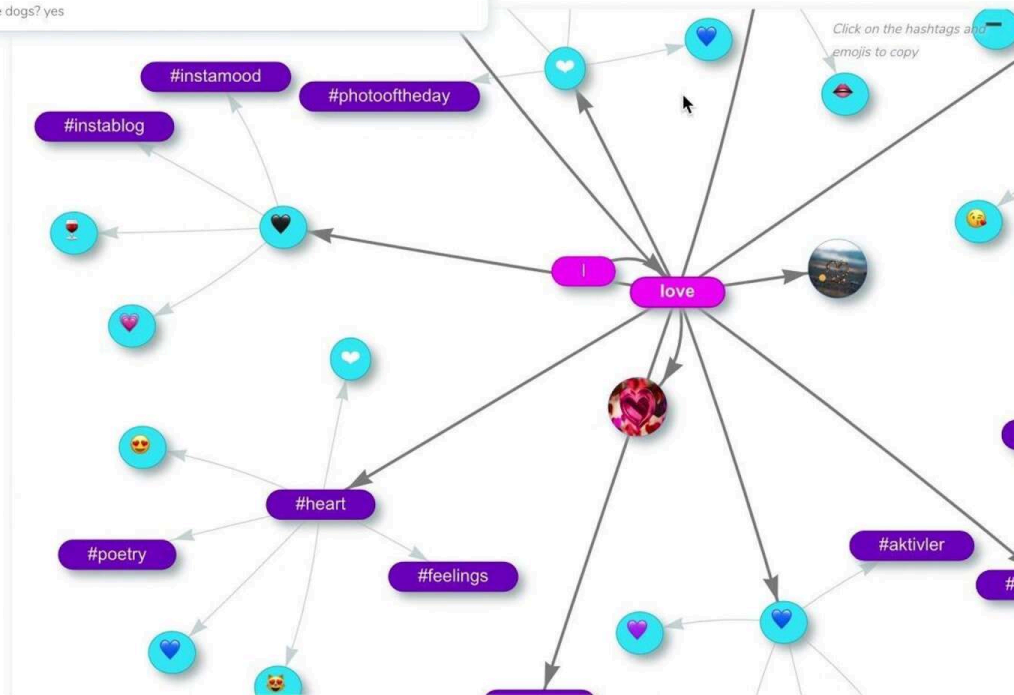 dogs? yes
Click on the hashtags and
emojis to copy
#instamood
#photooftheday
#instablog
I
love
#heart
#poetry
#feelings
#aktivler
#